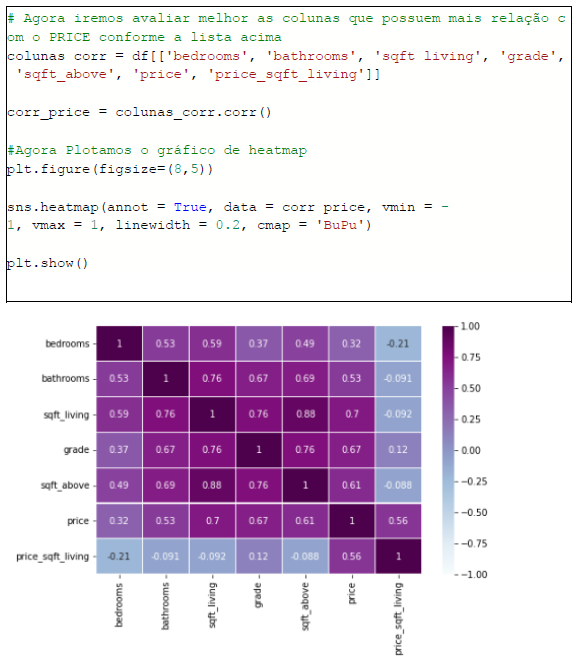 # Agora iremos avaliar melhor as colunas que possuem mais relação c
om o PRICE conforme a lista acima
colunas corr = df[['bedrooms', 'bathrooms', 'sqft living', 'grade',
'sqft_above', 'price', 'price_sqft_living']]
corr_price = colunas_corr.corr()
#Agora Plotamos o gráfico de heatmap
plt.figure(figsize=(8,5))
sns.heatmap(annot = True, data = corr price, vmin = -
1, vmax = 1, linewidth = 0.2, cmap = 'BuPu')
plt.show()
bedrooms 1 0.53 0.59 0.37 0.49 0.32 -0.21
bathrooms 0.53 1 0.76 0.67 0.69 0.53 -0.091
sqft_living 0.59 0.76 1 0.76 0.88 0.7 -0.092
grade 0.37 0.67 0.76 1 0.76 0.67 0.12
sqft_above 0.49 0.69 0.88 0.76 1 0.61 -0.088
price 0.32 0.53 0.7 0.67 0.61 1 0.56
price_sqft_living -0.21 -0.091 -0.092 0.12 -0.088 0.56 1
bedrooms
bathrooms
sqft_living
grade
sqft_above
price
price_sqft_living
1.00
0.75
0.50
0.25
0.00
−0.25
−0.50
−0.75
−1.00